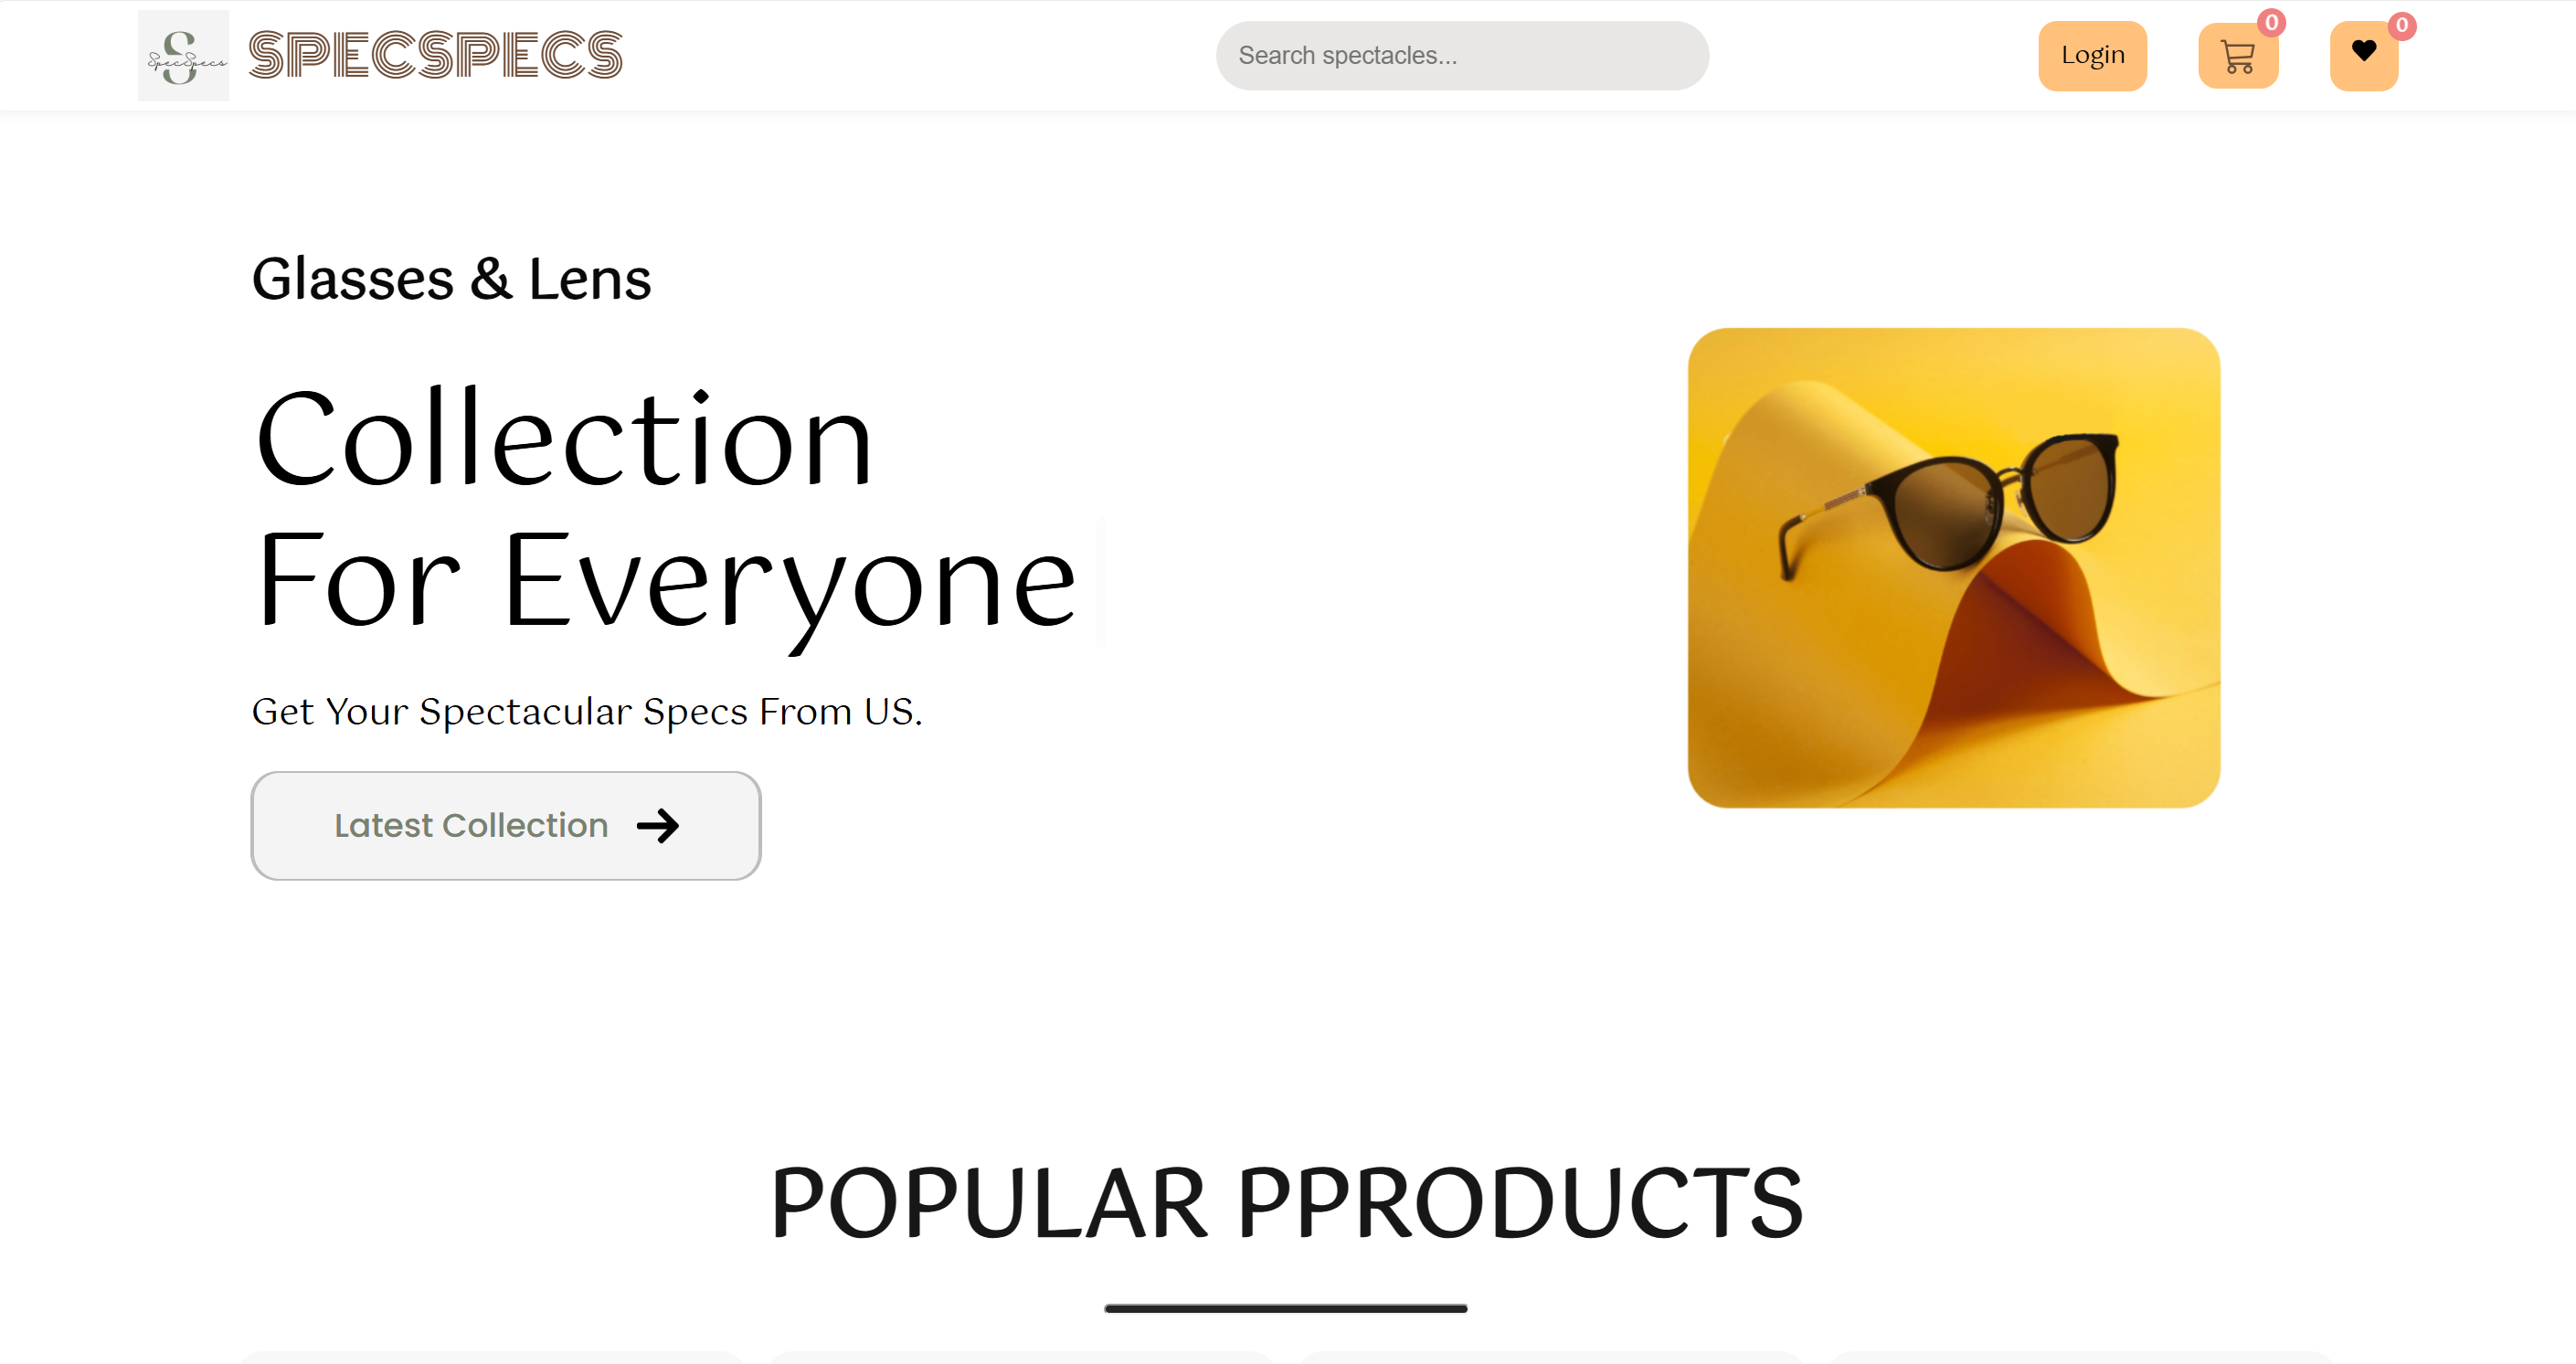 SpecSpecs
SPECSPECS
Search spectacles...
Login
0
0
Glasses & Lens
Collection
For Everyone
Get Your Spectacular Specs From US.
Latest Collection
POPULAR PPRODUCTS